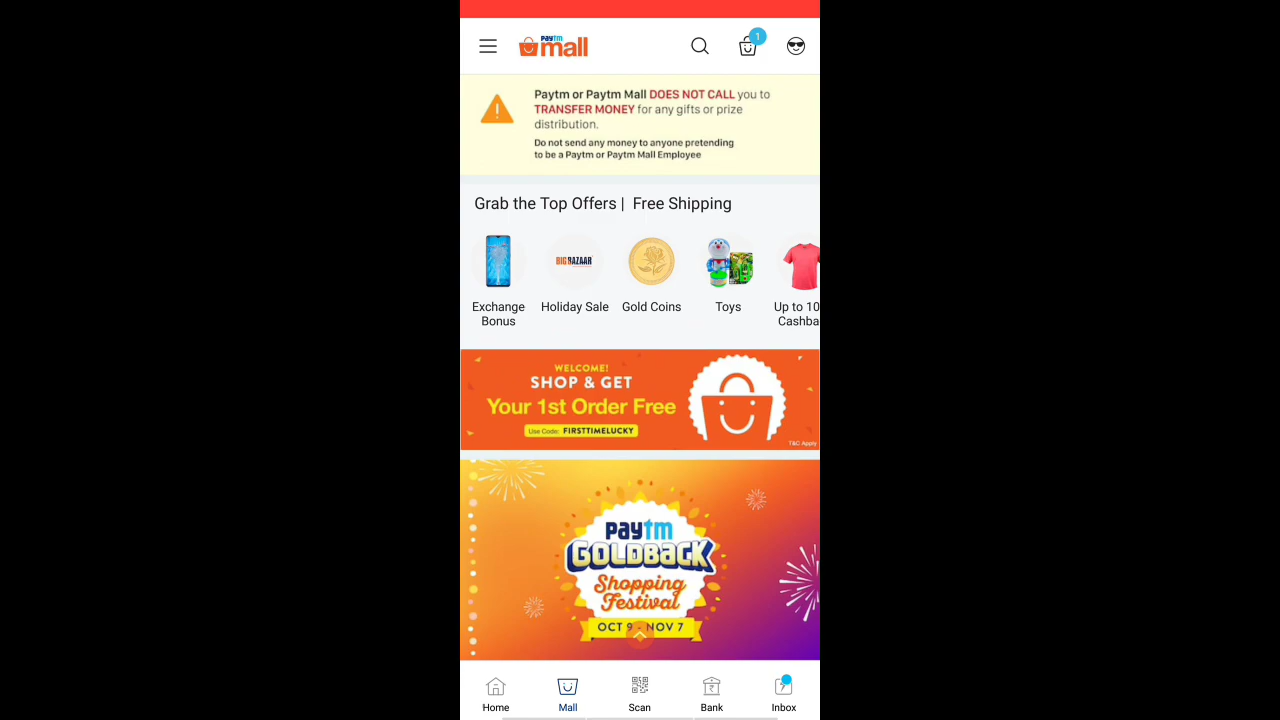 paytm
mall
1
Paytm or Paytm Mall DOES NOT CALL you to
TRANSFER MONEY for any gifts or prize
distribution.
Do not send any money to anyone pretending
to be a Paytm or Paytm Mall Employee
Grab the Top Offers | Free Shipping
BIG BAZAAR
Exchange Bonus
Holiday Sale
Gold Coins
Toys
Up to 10
Cashba
WELCOME!
SHOP & GET
Your 1st Order Free
Use Code: FIRSTTIMELUCKY
T&C Apply
paytm
GOLDBACK
Shopping
Festival
OCT 9 - NOV 7
Home
Mall
Scan
Bank
Inbox